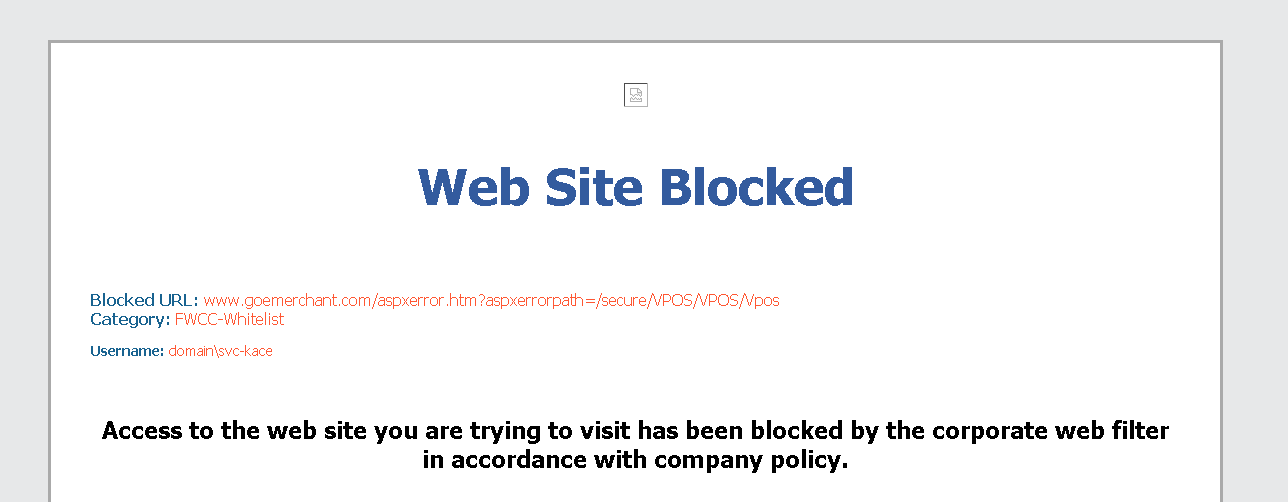 Web Site Blocked
Blocked URL: www.goemerchant.com/aspxerror.htm?aspxerrorpath=/secure/VPOS/VPOS/Vpos
Category: FWCC-Whitelist
Username: domain\svc-kace
Access to the web site you are trying to visit has been blocked by the corporate web filter
in accordance with company policy.